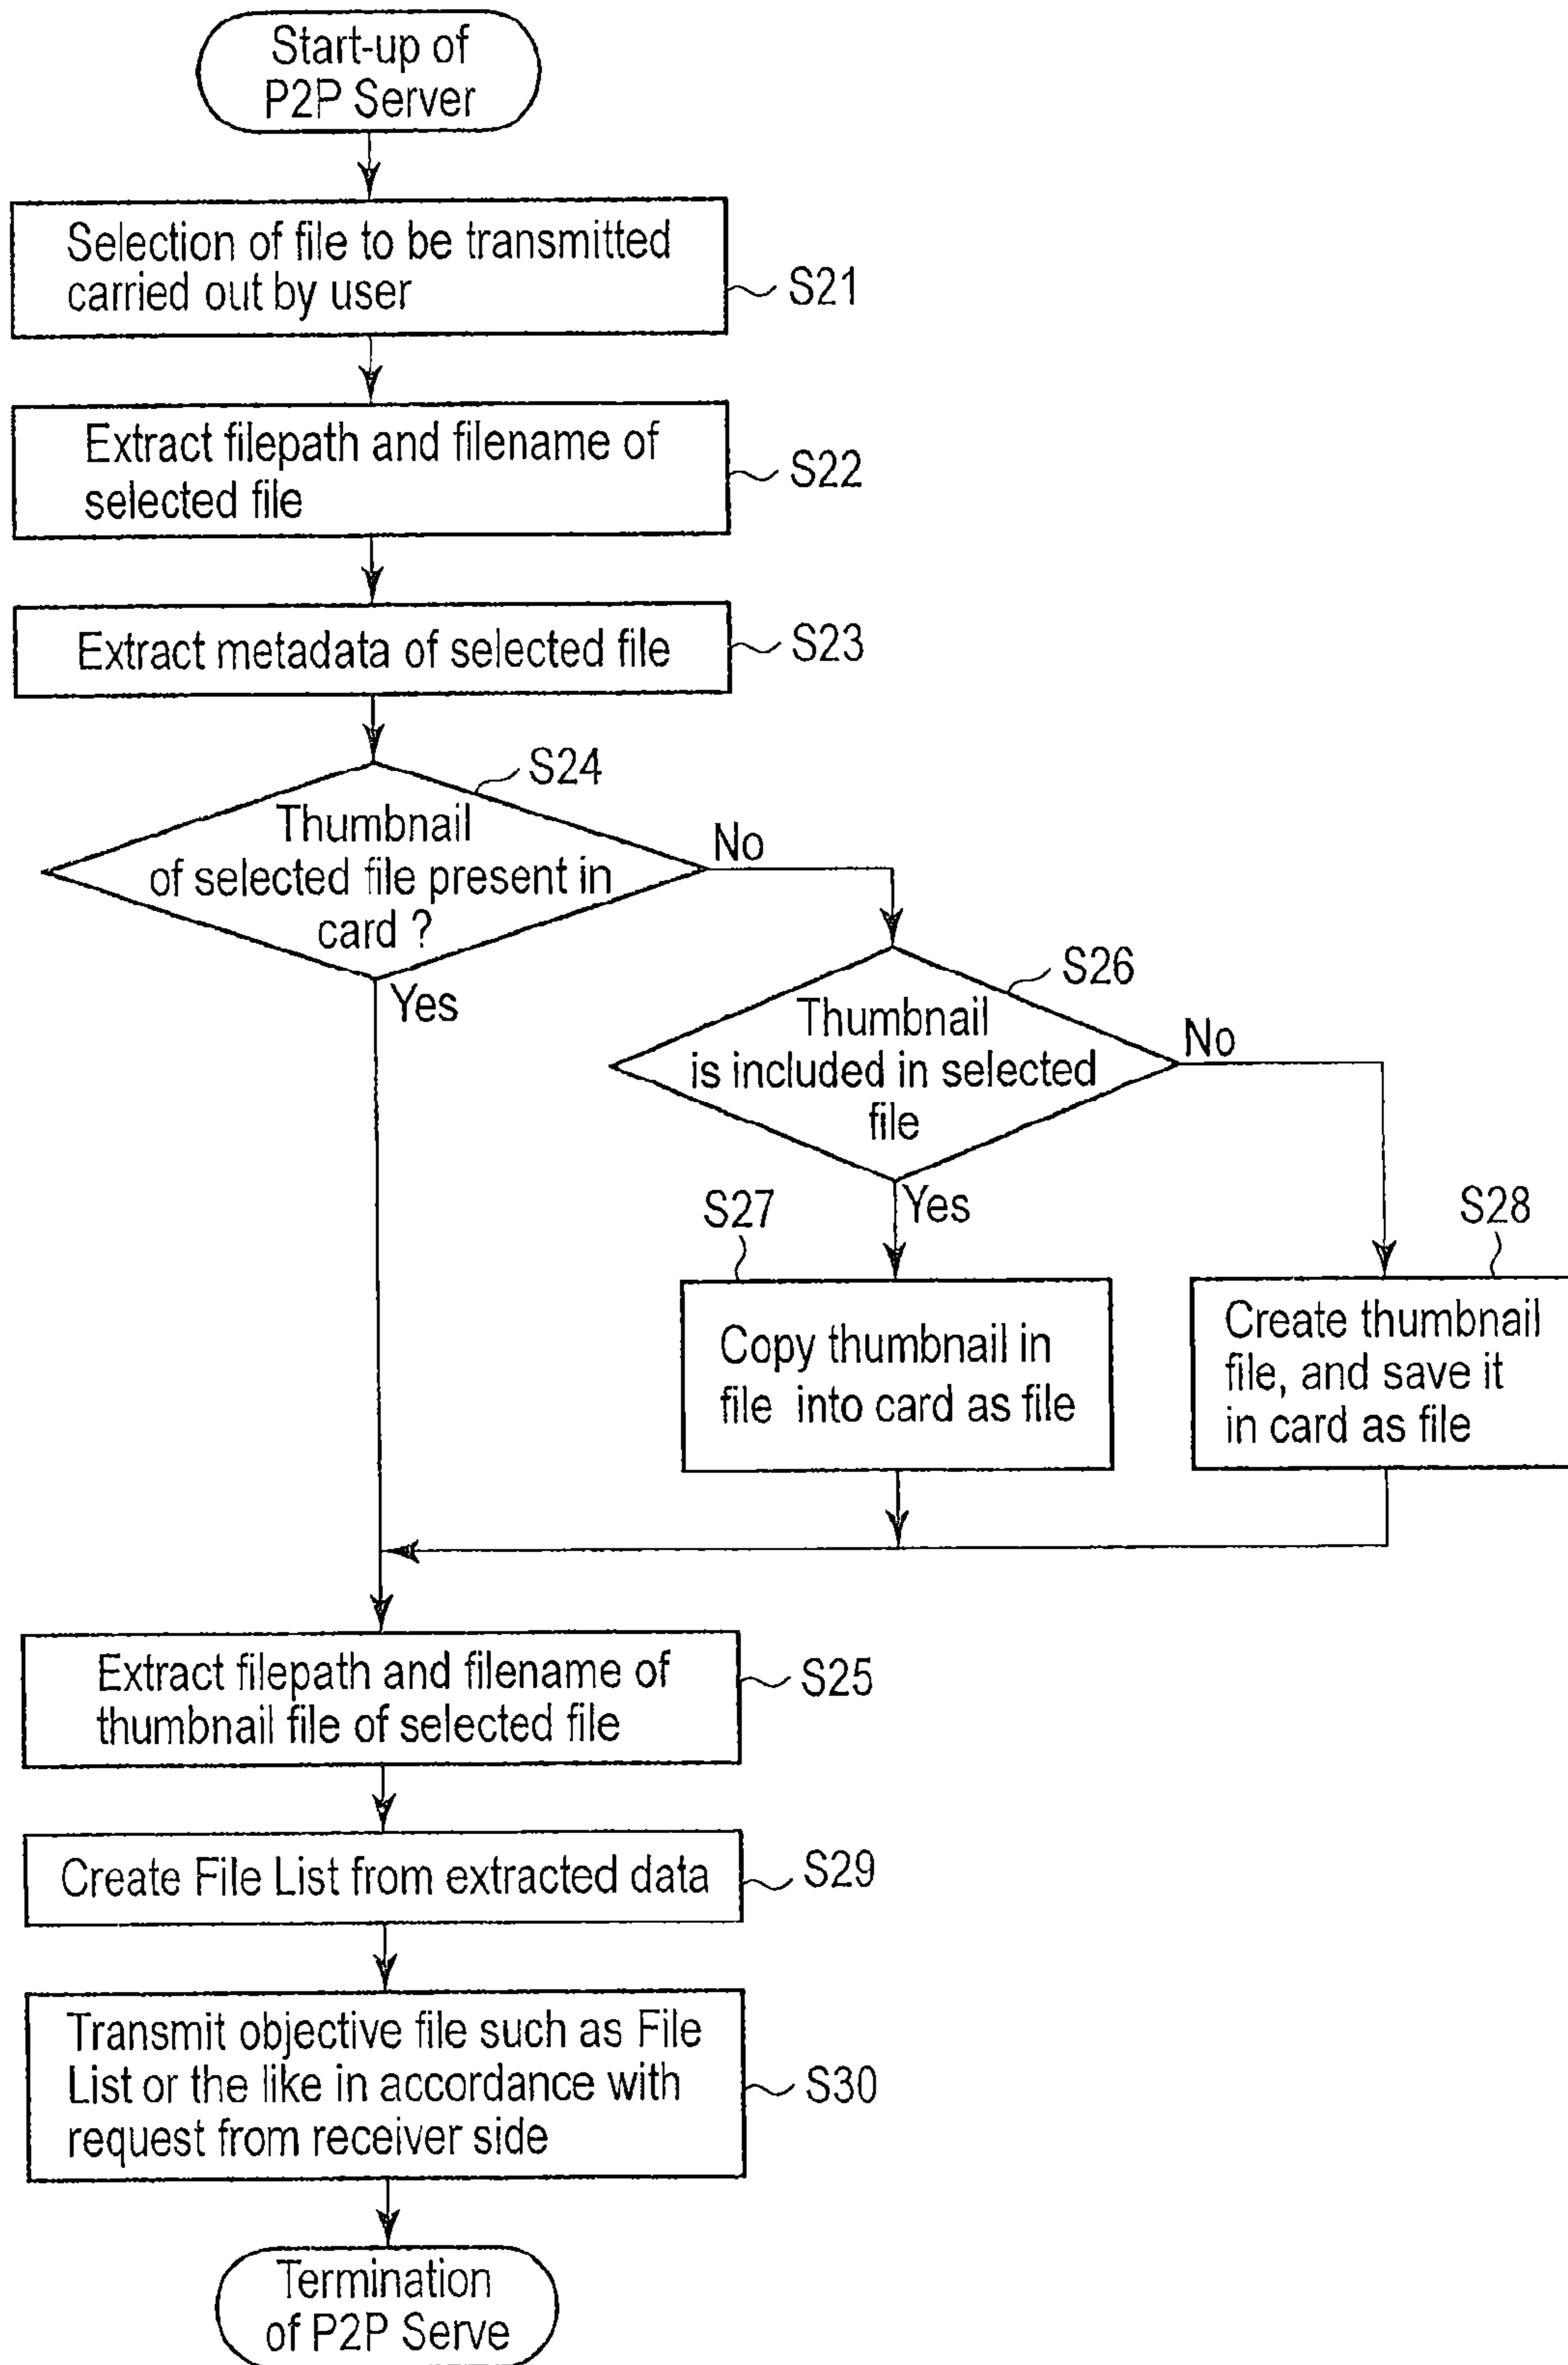 Start-up of
P2P Server
Selection of file to be transmitted
carried out by user
S21
Extract filepath and filename of
selected file
S22
Extract metadata of selected file
S23
S24
Thumbnail
of selected file present in
card ?
No
Yes
S26
Thumbnail
is included in selected
file
No
Yes
S27
Copy thumbnail in
file into card as file
S28
Create thumbnail
file, and save it
in card as file
Extract filepath and filename of
thumbnail file of selected file
S25
Create File List from extracted data
S29
Transmit objective file such as File
List or the like in accordance with
request from receiver side
S30
Termination
of P2P Serve